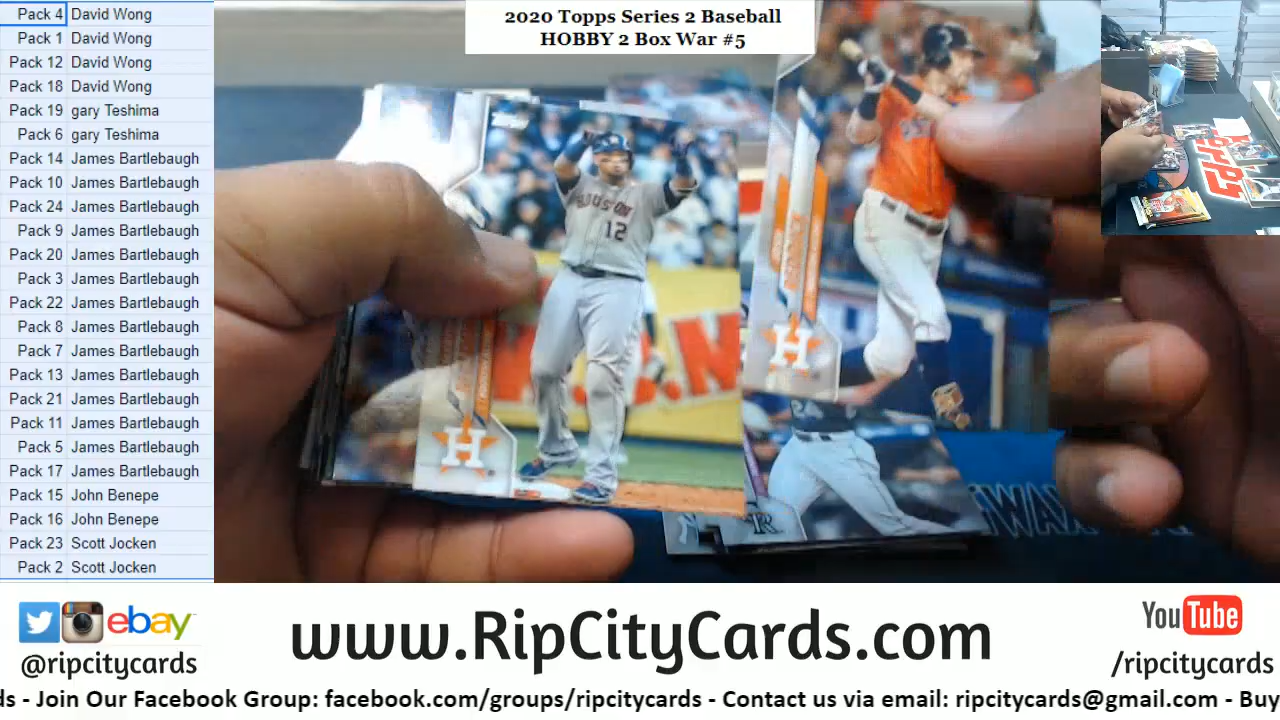 Pack 4 David Wong
Pack 1 David Wong
Pack 12 David Wong
Pack 18 David Wong
Pack 19 gary Teshima
Pack 6 gary Teshima
Pack 14 James Bartlebaugh
Pack 10 James Bartlebaugh
Pack 24 James Bartlebaugh
Pack 9 James Bartlebaugh
Pack 20 James Bartlebaugh
Pack 3 James Bartlebaugh
Pack 22 James Bartlebaugh
Pack 8 James Bartlebaugh
Pack 7 James Bartlebaugh
Pack 13 James Bartlebaugh
Pack 21 James Bartlebaugh
Pack 11 James Bartlebaugh
Pack 5 James Bartlebaugh
Pack 17 James Bartlebaugh
Pack 15 John Benepe
Pack 16 John Benepe
Pack 23 Scott Jocken
Pack 2 Scott Jocken
2020 Topps Series 2 Baseball
HOBBY 2 Box War #5
Topps
HOUSTON
12
H
H
24
topps
ebay
@ripcitycards
www.RipCityCards.com
YouTube
/ripcitycards
ds - Join Our Facebook Group: facebook.com/groups/ripcitycards - Contact us via email: ripcitycards@gmail.com - Buy